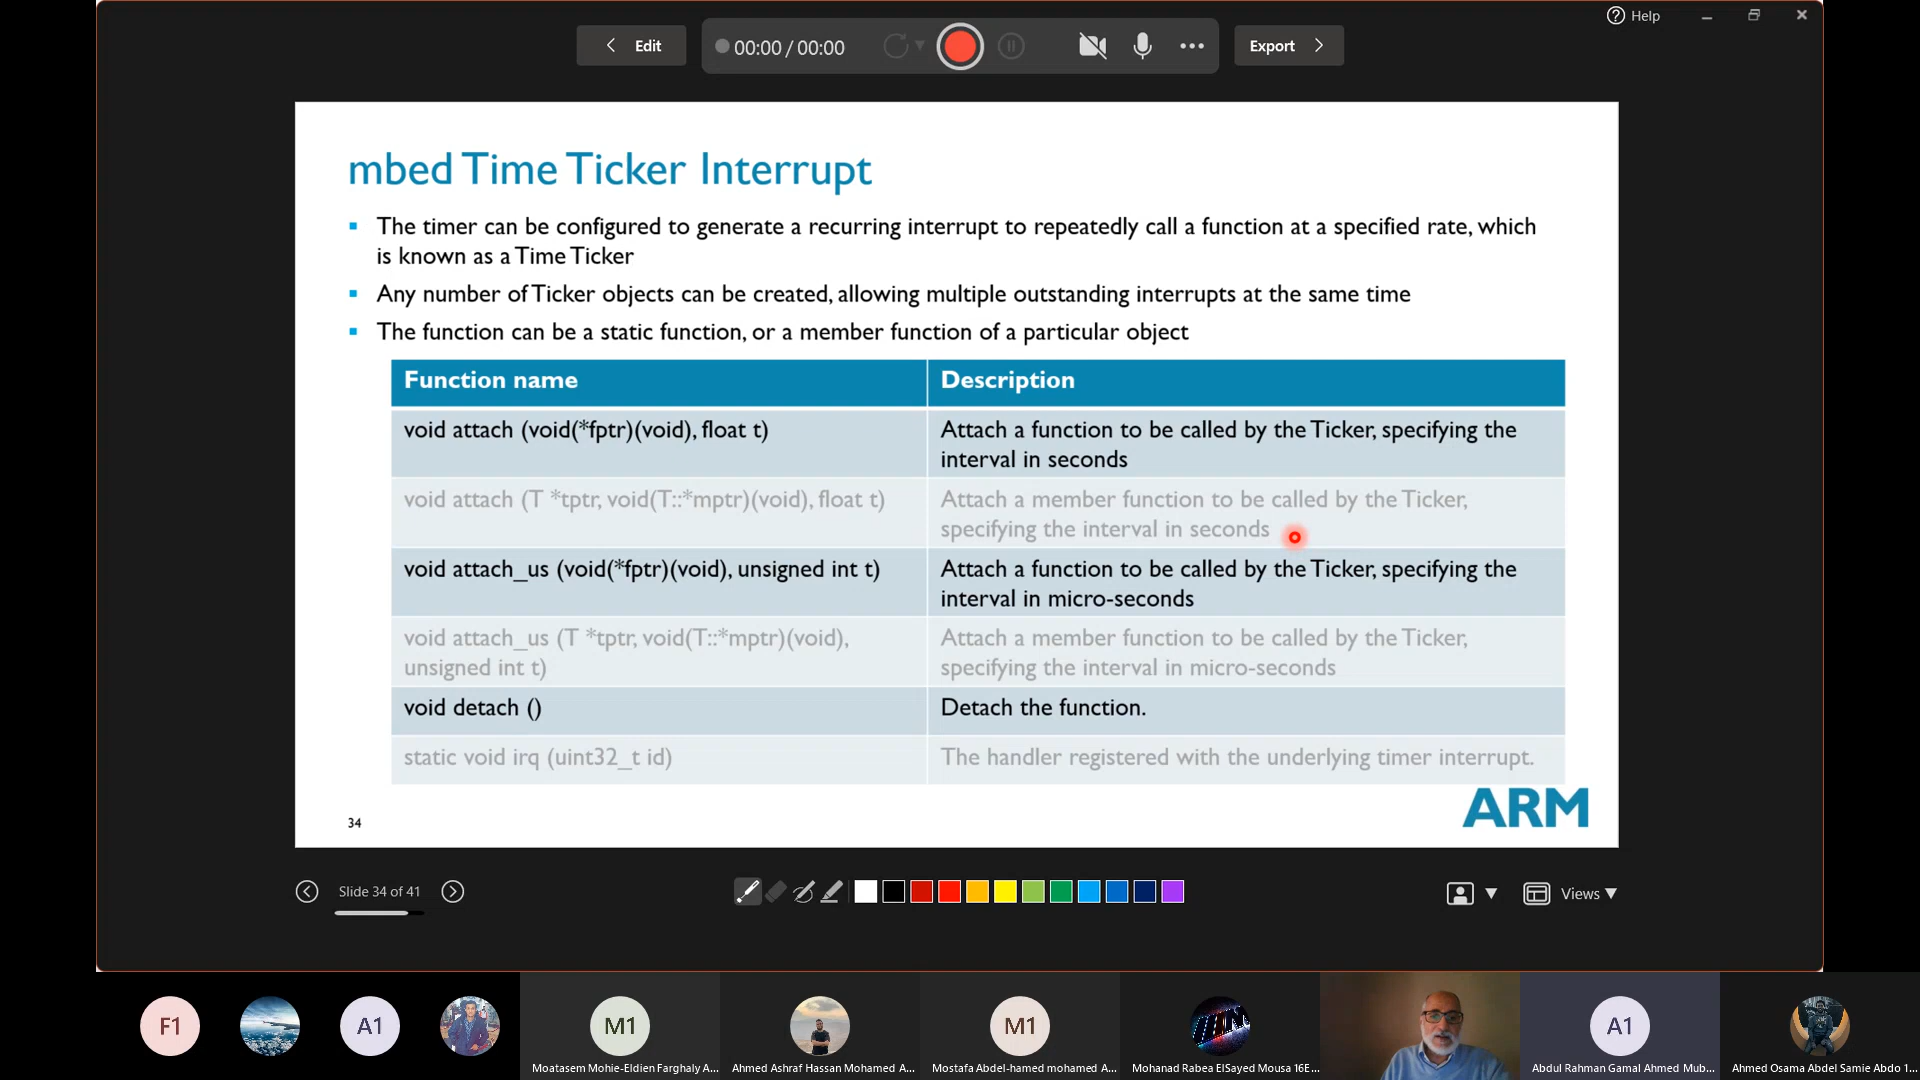 Help
Edit
00:00 / 00:00
Export
mbed Time Ticker Interrupt
The timer can be configured to generate a recurring interrupt to repeatedly call a function at a specified rate, which
is known as a Time Ticker
Any number of Ticker objects can be created, allowing multiple outstanding interrupts at the same time
The function can be a static function, or a member function of a particular object
Function name
Description
void attach (void(*fptr)(void), float t)
Attach a function to be called by the Ticker, specifying the
interval in seconds
void attach (T *tptr, void(T::*mptr)(void), float t)
Attach a member function to be called by the Ticker,
specifying the interval in seconds
void attach_us (void(*fptr)(void), unsigned int t)
Attach a function to be called by the Ticker, specifying the
interval in micro-seconds
void attach_us (T *tptr, void(T::*mptr)(void),
unsigned int t)
Attach a member function to be called by the Ticker,
specifying the interval in micro-seconds
void detach ()
Detach the function.
static void irq (uint32_t id)
The handler registered with the underlying timer interrupt.
34
ARM
Slide 34 of 41
Views
F1
A1
M1
M1
A1
Moatasem Mohie-Eldien Farghaly A...
Ahmed Ashraf Hassan Mohamed A...
Mostafa Abdel-hamed mohamed A...
Mohanad Rabea ElSayed Mousa 16E...
Abdul Rahman Gamal Ahmed Mub...
Ahmed Osama Abdel Samie Abdo 1...